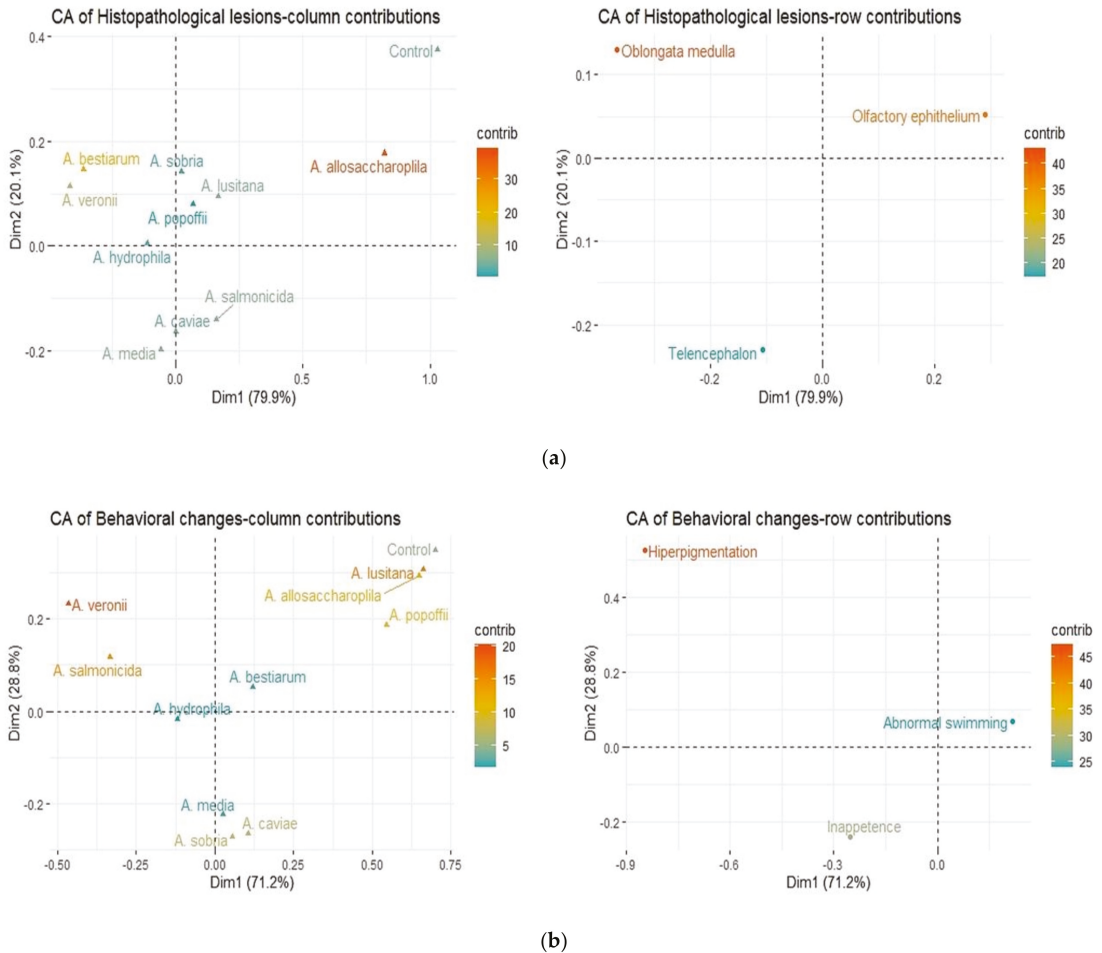 CA of Histopathological lesions-column contributions
Control
A. bestiarum
A. sobria
A. allosaccharoplila
A. veronii
A. lusitana
A. popoffii
A. hydrophila
A. salmonicida
A. caviae
A. media
0.4
0.2
0.0
-0.2
0.0
0.5
1.0
Dim2 (20.1%)
Dim1 (79.9%)
contrib
30
20
10
CA of Histopathological lesions-row contributions
Oblongata medulla
Olfactory ephithelium
Telencephalon
0.1
0.0
-0.1
-0.2
-0.2
0.0
0.2
Dim2 (20.1%)
Dim1 (79.9%)
contrib
40
35
30
25
20
(a)
CA of Behavioral changes-column contributions
Control
A. lusitana
A. allosaccharoplila
A. veronii
A. popoffii
A. salmonicida
A. bestiarum
A. hydrophila
A. media
A. caviae
A. sobria
0.2
0.0
-0.2
-0.50
-0.25
0.00
0.25
0.50
0.75
Dim2 (28.8%)
Dim1 (71.2%)
contrib
20
15
10
5
CA of Behavioral changes-row contributions
Hiperpigmentation
Abnormal swimming
Inappetence
0.4
0.2
0.0
-0.2
-0.9
-0.6
-0.3
0.0
Dim2 (28.8%)
Dim1 (71.2%)
contrib
45
40
35
30
25
(b)